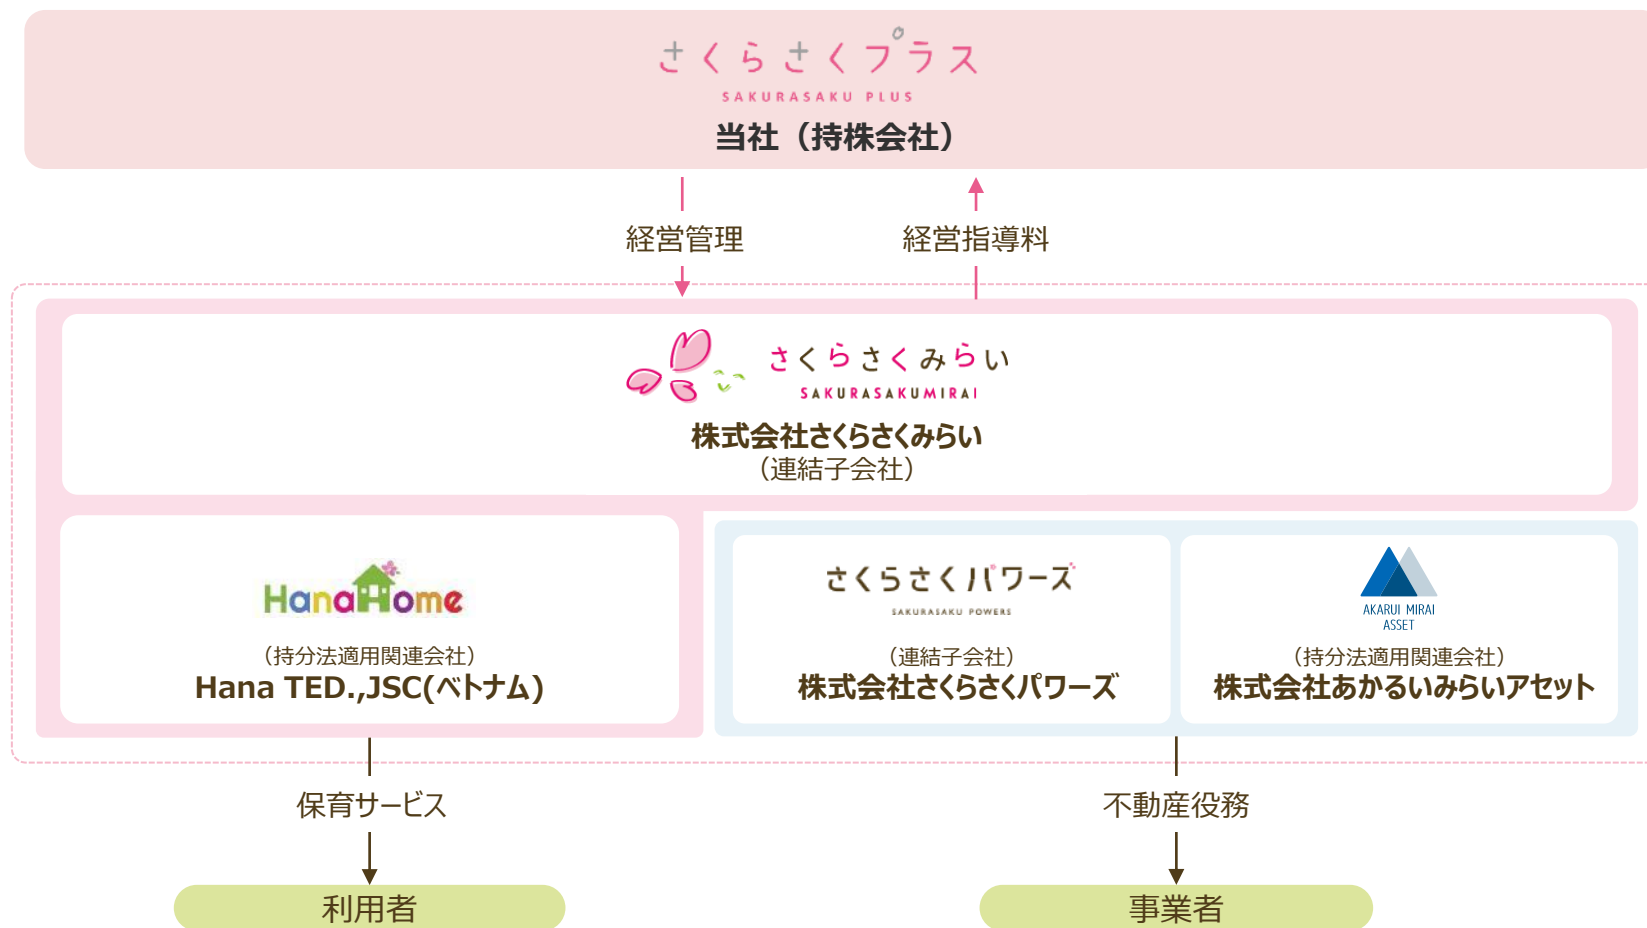 さくらさくプラス
SAKURASAKU PLUS
当社（持株会社）
経営管理
経営指導料
さくらさくみらい
SAKURASAKUMIRAI
株式会社さくらさくみらい
（連結子会社）
HanaHome
（持分法適用関連会社）
Hana TED.,JSC(ベトナム)
さくらさくパワーズ
SAKURASAKU POWERS
（連結子会社）
株式会社さくらさくパワーズ
AKARUI MIRAI
ASSET
（持分法適用関連会社）
株式会社あかるいみらいアセット
保育サービス
不動産役務
利用者
事業者